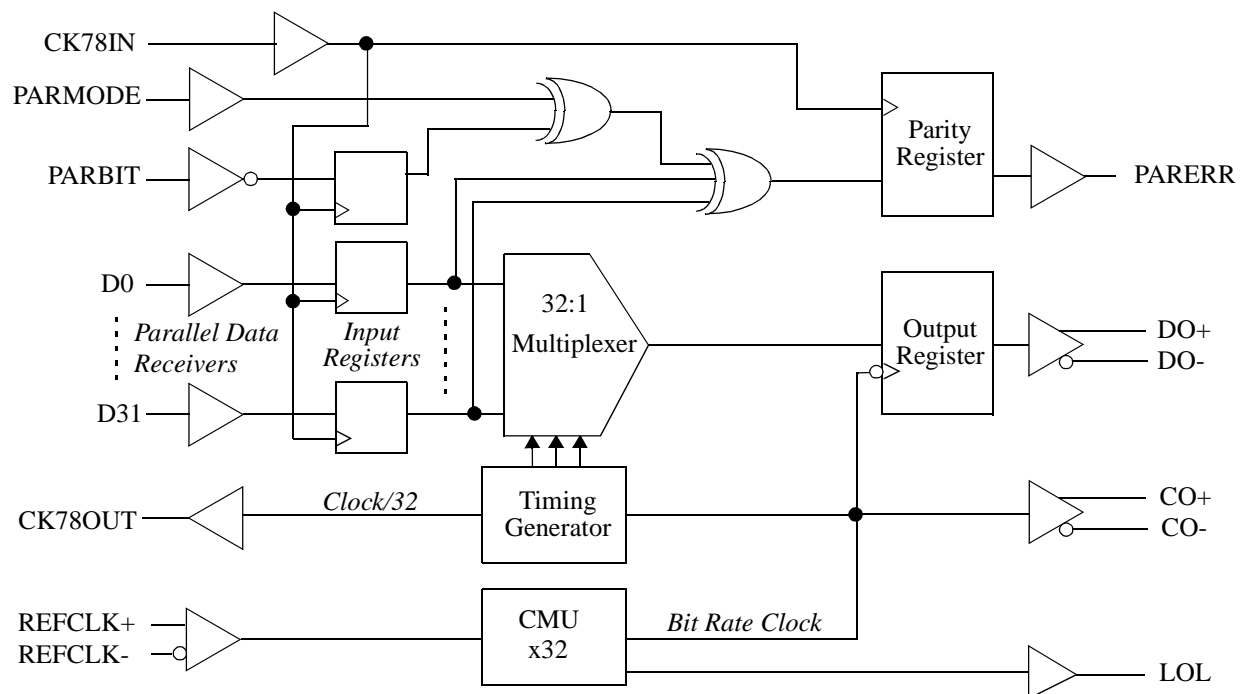 CK78IN
PARMODE
PARBIT
Parity
Register
PARERR
D0
Parallel Data
Receivers
Input
Registers
32:1
Multiplexer
Output
Register
DO+
DO-
D31
CK78OUT
Clock/32
Timing
Generator
CO+
CO-
REFCLK+
REFCLK-
CMU
x32
Bit Rate Clock
LOL